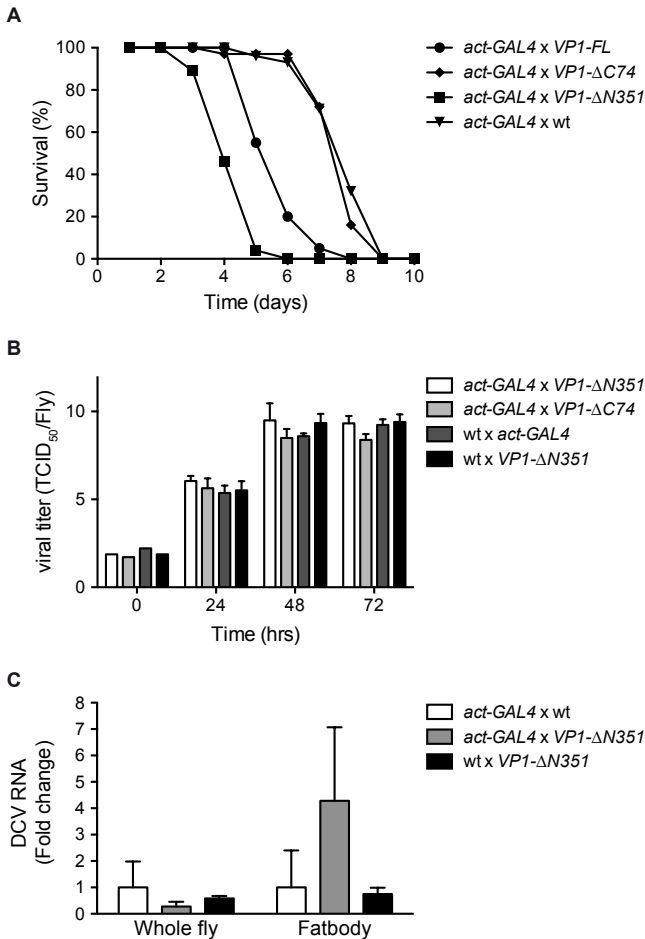 A
100
80
60
40
20
0
Survival (%)
0 2 4 6 8 10
Time (days)
act-GAL4 x VP1-FL
act-GAL4 x VP1-ΔC74
act-GAL4 x VP1-ΔN351
act-GAL4 x wt
B
10
5
0
viral titer (TCID50/Fly)
0 24 48 72
Time (hrs)
act-GAL4 x VP1-ΔN351
act-GAL4 x VP1-ΔC74
wt x act-GAL4
wt x VP1-ΔN351
C
8
7
6
5
4
3
2
1
0
DCV RNA
(Fold change)
Whole fly Fatbody
act-GAL4 x wt
act-GAL4 x VP1-ΔN351
wt x VP1-ΔN351